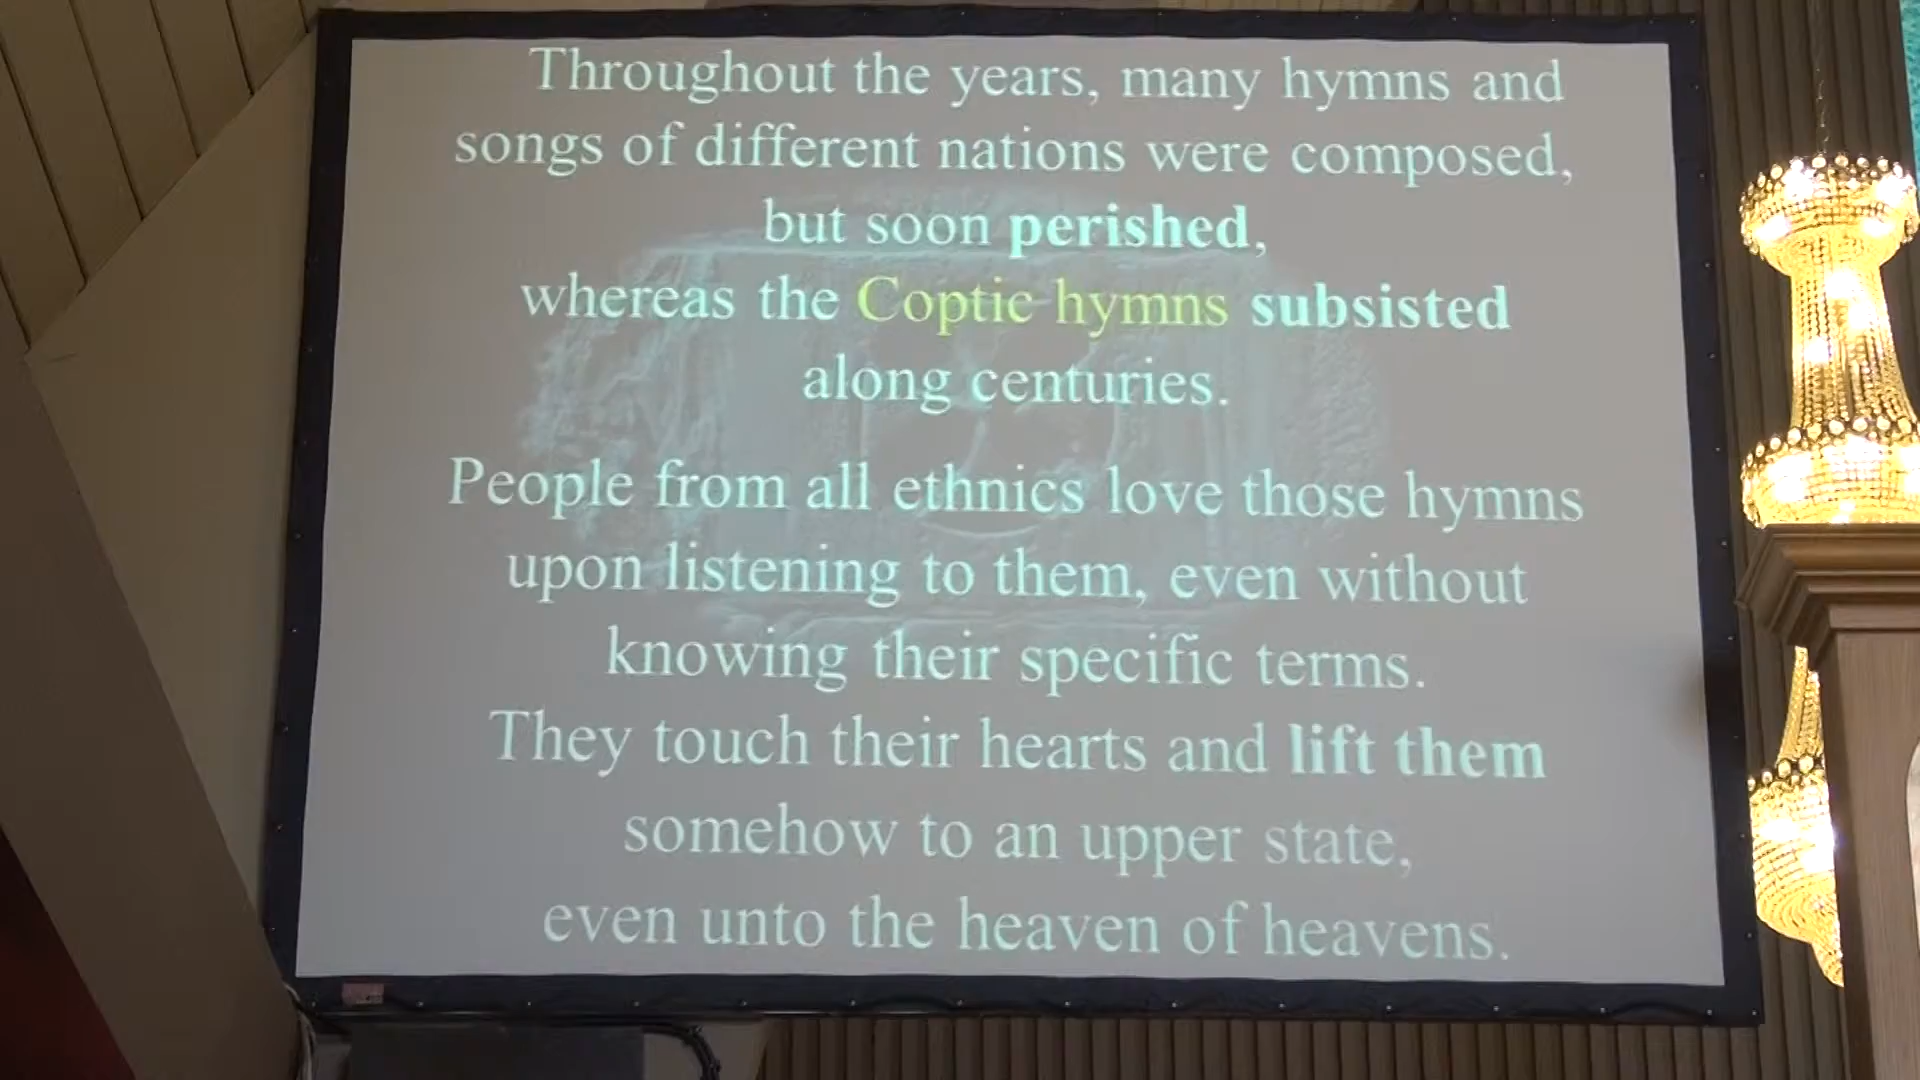 Throughout the years, many hymns and
songs of different nations were composed,
but soon perished,
whereas the Coptic hymns subsisted
along centuries.
People from all ethnics love those hymns
upon listening to them, even without
knowing their specific terms.
They touch their hearts and lift them
somehow to an upper state,
even unto the heaven of heavens.